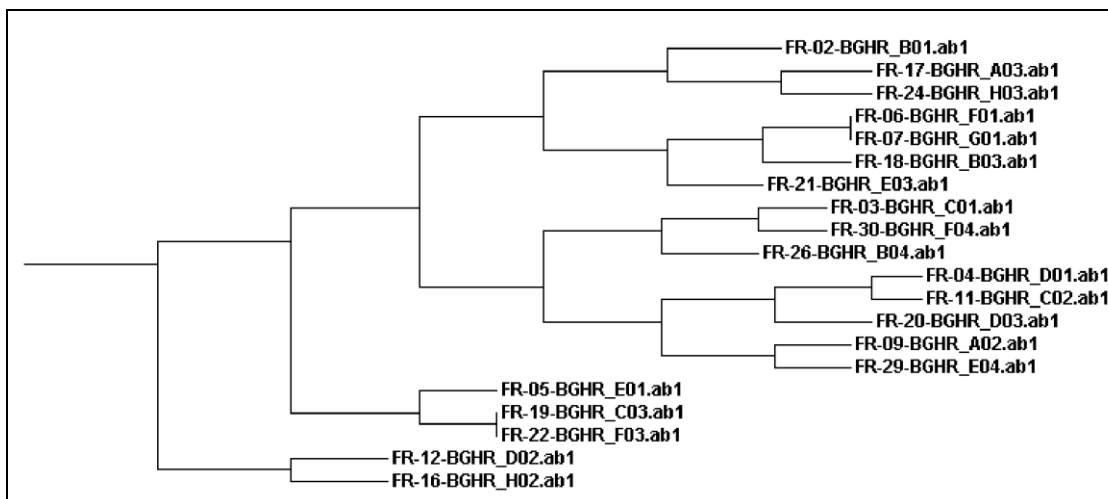 FR-02-BGHR_B01.ab1
FR-17-BGHR_A03.ab1
FR-24-BGHR_H03.ab1
FR-06-BGHR_F01.ab1
FR-07-BGHR_G01.ab1
FR-18-BGHR_B03.ab1
FR-21-BGHR_E03.ab1
FR-03-BGHR_C01.ab1
FR-30-BGHR_F04.ab1
FR-26-BGHR_B04.ab1
FR-04-BGHR_D01.ab1
FR-11-BGHR_C02.ab1
FR-20-BGHR_D03.ab1
FR-09-BGHR_A02.ab1
FR-29-BGHR_E04.ab1
FR-05-BGHR_E01.ab1
FR-19-BGHR_C03.ab1
FR-22-BGHR_F03.ab1
FR-12-BGHR_D02.ab1
FR-16-BGHR_H02.ab1